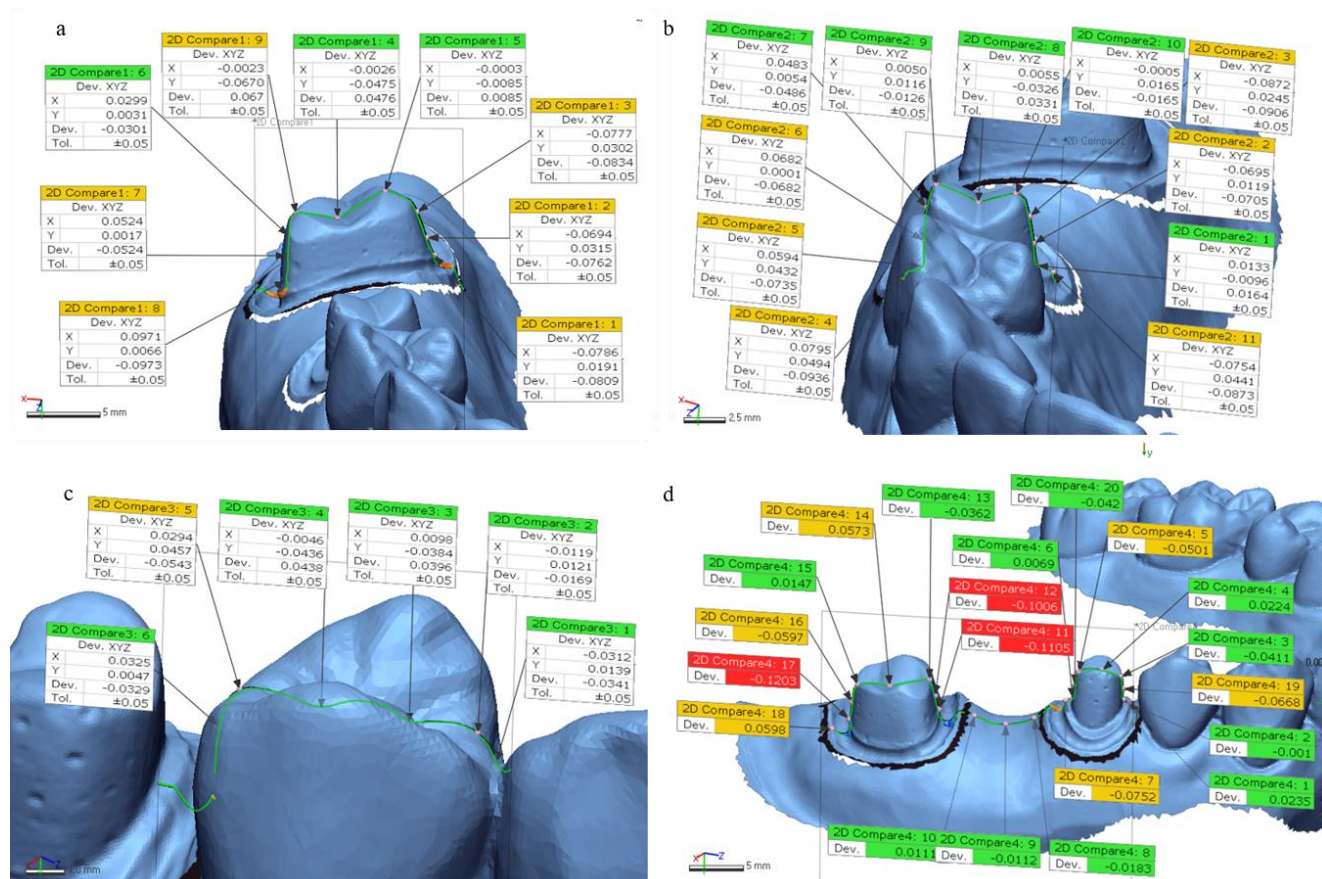 a
2D Compare1: 9
Dev. XYZ
X -0.0023
Y -0.0670
Dev. 0.067
Tol. ±0.05
2D Compare1: 4
Dev. XYZ
X -0.0026
Y -0.0475
Dev. 0.0476
Tol. ±0.05
2D Compare1: 5
Dev. XYZ
X -0.0003
Y -0.0085
Dev. 0.0085
Tol. ±0.05
2D Compare1: 6
Dev. XYZ
X 0.0299
Y 0.0031
Dev. -0.0301
Tol. ±0.05
2D Compare1: 3
Dev. XYZ
X -0.0777
Y 0.0302
Dev. -0.0834
Tol. ±0.05
2D Compare1
2D Compare1: 7
Dev. XYZ
X 0.0524
Y 0.0017
Dev. -0.0524
Tol. ±0.05
2D Compare1: 2
Dev. XYZ
X -0.0694
Y 0.0315
Dev. -0.0762
Tol. ±0.05
2D Compare1: 8
Dev. XYZ
X 0.0971
Y 0.0066
Dev. -0.0973
Tol. ±0.05
2D Compare1: 1
Dev. XYZ
X -0.0786
Y 0.0191
Dev. -0.0809
Tol. ±0.05
X
Z
5 mm
b
2D Compare2: 7
Dev. XYZ
X 0.0483
Y 0.0054
Dev. -0.0486
Tol. ±0.05
2D Compare2: 9
Dev. XYZ
X 0.0050
Y 0.0116
Dev. -0.0126
Tol. ±0.05
2D Compare2: 8
Dev. XYZ
X 0.0055
Y -0.0326
Dev. 0.0331
Tol. ±0.05
2D Compare2: 10
Dev. XYZ
X -0.0005
Y 0.0165
Dev. -0.0165
Tol. ±0.05
2D Compare2: 3
Dev. XYZ
X -0.0872
Y 0.0245
Dev. -0.0906
Tol. ±0.05
2D Compare2: 6
Dev. XYZ
X 0.0682
Y 0.0001
Dev. -0.0682
Tol. ±0.05
2D Compare2
2D Compare2: 2
Dev. XYZ
X -0.0695
Y 0.0119
Dev. -0.0705
Tol. ±0.05
2D Compare2: 5
Dev. XYZ
X 0.0594
Y 0.0432
Dev. -0.0735
Tol. ±0.05
2D Compare2: 1
Dev. XYZ
X 0.0133
Y -0.0096
Dev. 0.0164
Tol. ±0.05
2D Compare2: 4
Dev. XYZ
X 0.0795
Y 0.0494
Dev. -0.0936
Tol. ±0.05
2D Compare2: 11
Dev. XYZ
X -0.0754
Y 0.0441
Dev. -0.0873
Tol. ±0.05
X
Z
2.5 mm
c
2D Compare3: 5
Dev. XYZ
X 0.0294
Y 0.0457
Dev. -0.0543
Tol. ±0.05
2D Compare3: 4
Dev. XYZ
X -0.0046
Y -0.0436
Dev. 0.0438
Tol. ±0.05
2D Compare3: 3
Dev. XYZ
X 0.0098
Y -0.0384
Dev. 0.0396
Tol. ±0.05
2D Compare3: 2
Dev. XYZ
X -0.0119
Y 0.0121
Dev. -0.0169
Tol. ±0.05
2D Compare3: 6
Dev. XYZ
X 0.0325
Y 0.0047
Dev. -0.0329
Tol. ±0.05
2D Compare3: 1
Dev. XYZ
X -0.0312
Y 0.0139
Dev. -0.0341
Tol. ±0.05
X
Z
y
d
2D Compare4: 20
Dev. -0.042
2D Compare4: 13
Dev. -0.0362
2D Compare4: 14
Dev. 0.0573
2D Compare4: 5
Dev. -0.0501
2D Compare4: 6
Dev. 0.0069
2D Compare4: 15
Dev. 0.0147
2D Compare4: 12
Dev. -0.1006
2D Compare4: 4
Dev. 0.0224
2D Compare4: 16
Dev. -0.0597
2D Compare4: 11
Dev. -0.1105
2D Compare4: 3
Dev. -0.0411
2D Compare4: 17
Dev. -0.1203
2D Compare4: 19
Dev. -0.0668
2D Compare4: 18
Dev. 0.0598
2D Compare4: 2
Dev. -0.001
2D Compare4: 7
Dev. -0.0752
2D Compare4: 1
Dev. 0.0235
2D Compare4: 10
Dev. 0.0111
2D Compare4: 9
Dev. -0.0112
2D Compare4: 8
Dev. -0.0183
X
Z
5 mm